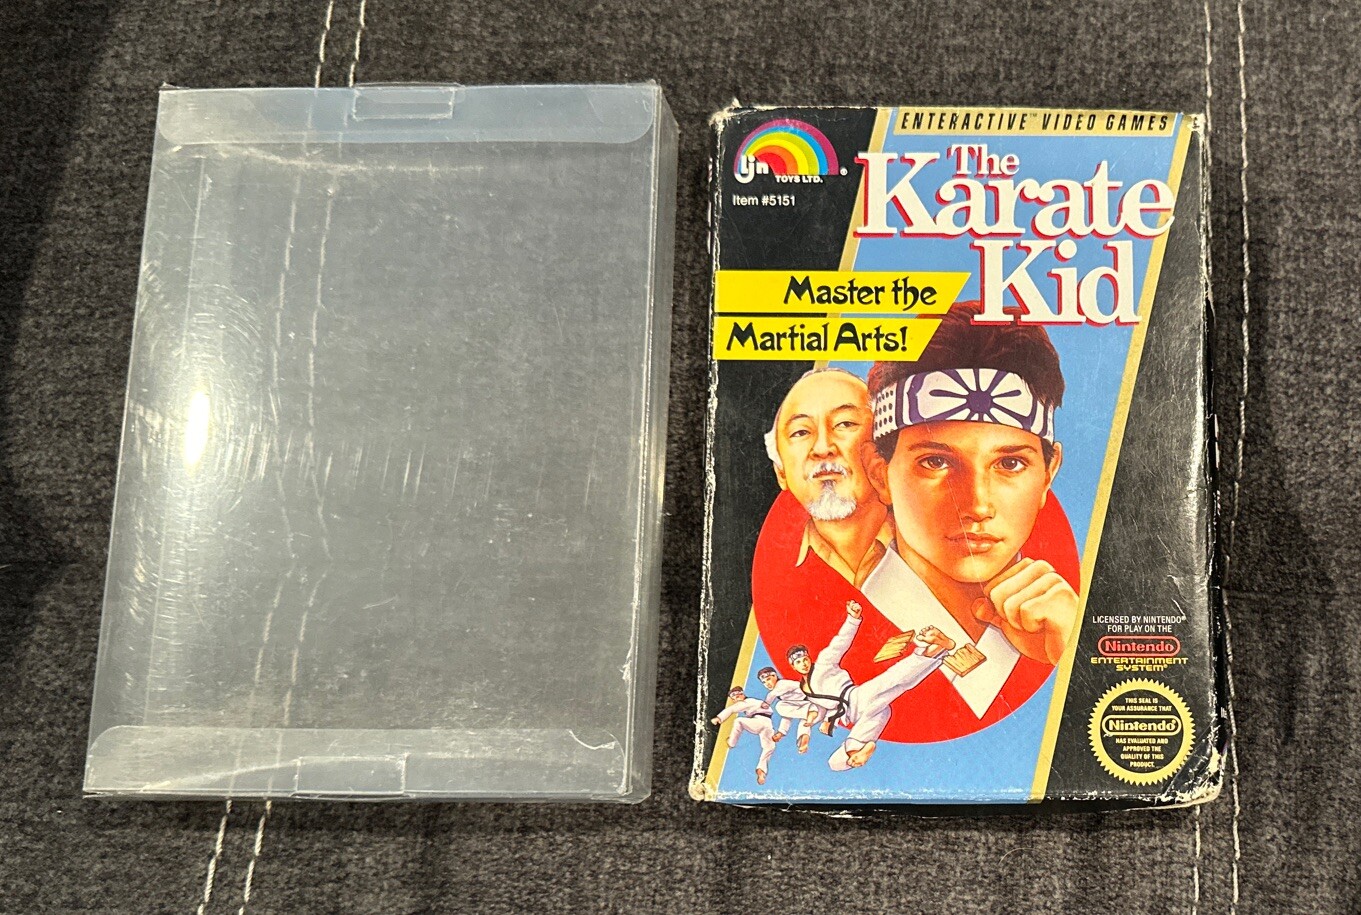 ENTERACTIVE™ VIDEO GAMES
LJN
TOYS LTD.®
Item #5151
The
Karate
Kid
Master the
Martial Arts!
LICENSED BY NINTENDO®
FOR PLAY ON THE
Nintendo
ENTERTAINMENT
SYSTEM®
THIS SEAL IS
YOUR ASSURANCE THAT
Nintendo®
HAS EVALUATED AND
APPROVED THE
QUALITY OF THIS
PRODUCT.